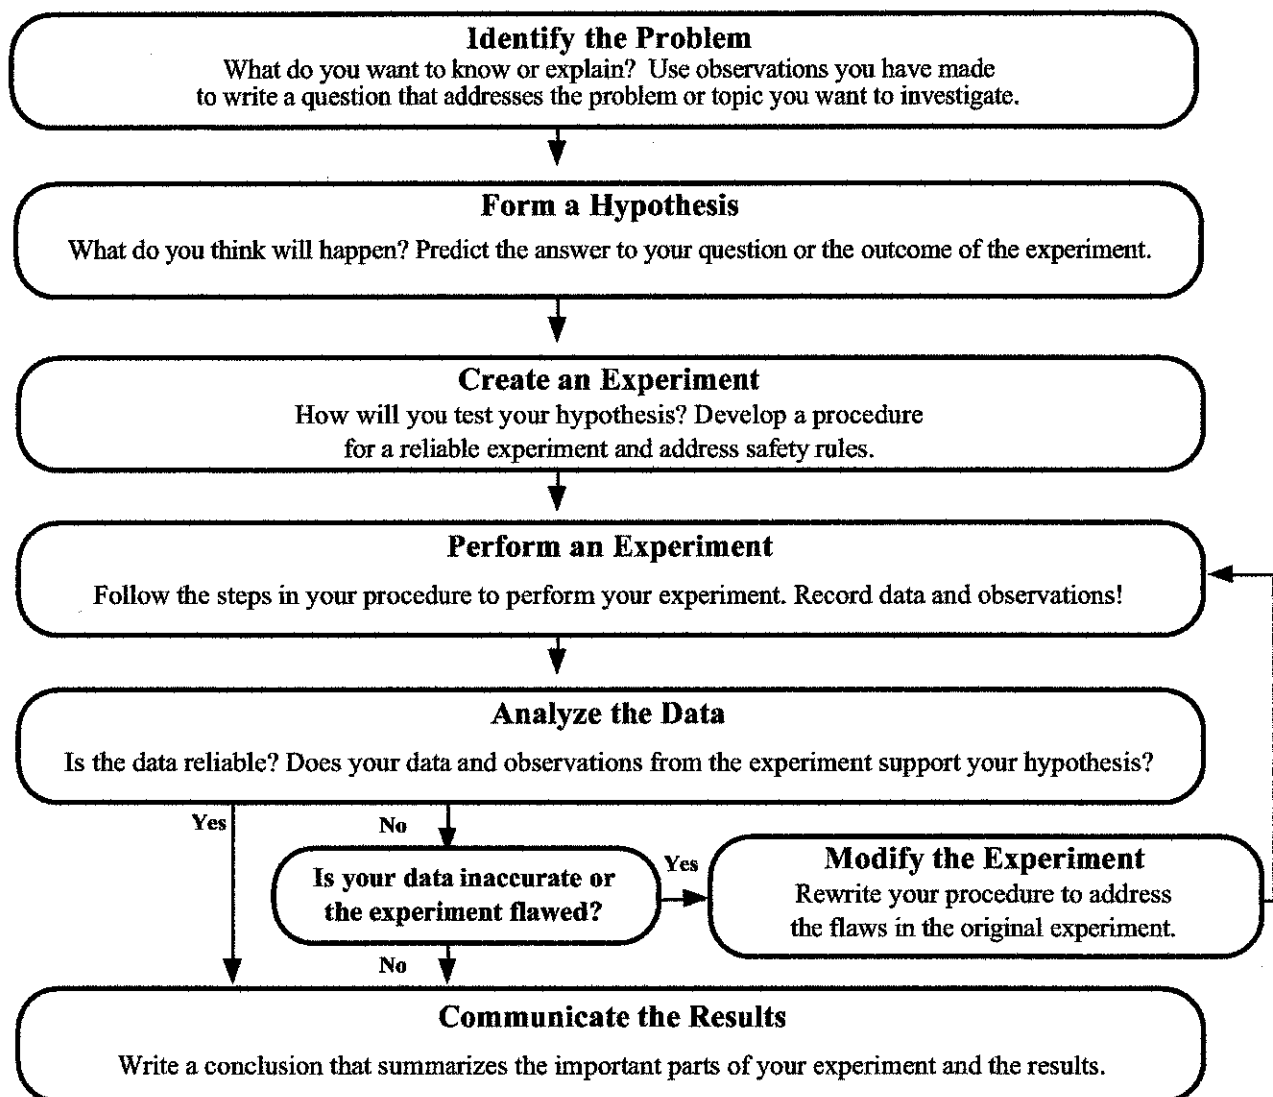 Identify the Problem
What do you want to know or explain? Use observations you have made
to write a question that addresses the problem or topic you want to investigate.
Form a Hypothesis
What do you think will happen? Predict the answer to your question or the outcome of the experiment.
Create an Experiment
How will you test your hypothesis? Develop a procedure
for a reliable experiment and address safety rules.
Perform an Experiment
Follow the steps in your procedure to perform your experiment. Record data and observations!
Analyze the Data
Is the data reliable? Does your data and observations from the experiment support your hypothesis?
Yes
No
Is your data inaccurate or
the experiment flawed?
Yes
Modify the Experiment
Rewrite your procedure to address
the flaws in the original experiment.
No
Communicate the Results
Write a conclusion that summarizes the important parts of your experiment and the results.